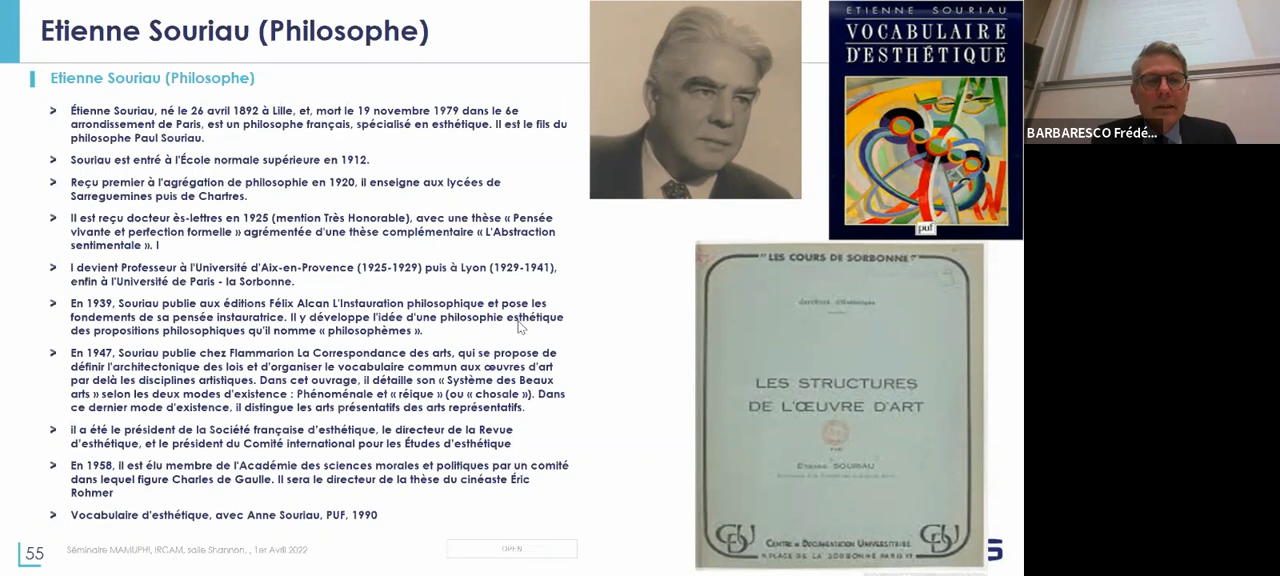 Etienne Souriau (Philosophe)
Etienne Souriau (Philosophe)
> Étienne Souriau, né le 26 avril 1892 à Lille, et, mort le 19 novembre 1979 dans le 6e
arrondissement de Paris, est un philosophe français, spécialisé en esthétique. Il est le fils du
philosophe Paul Souriau.
> Souriau est entré à l'École normale supérieure en 1912.
> Reçu premier à l'agrégation de philosophie en 1920, il enseigne aux lycées de
Sarreguemines puis de Chartres.
> Il est reçu docteur ès-lettres en 1925 (mention Très Honorable), avec une thèse « Pensée
vivante et perfection formelle » agrémentée d'une thèse complémentaire « L'Abstraction
sentimentale ». I
> l devient Professeur à l'Université d'Aix-en-Provence (1925-1929) puis à Lyon (1929-1941),
enfin à l'Université de Paris - la Sorbonne.
> En 1939, Souriau publie aux éditions Félix Alcan L'Instauration philosophique et pose les
fondements de sa pensée instauratrice. Il y développe l'idée d'une philosophie esthétique
des propositions philosophiques qu'il nomme « philosophèmes ».
> En 1947, Souriau publie chez Flammarion La Correspondance des arts, qui se propose de
définir l'architectonique des lois et d'organiser le vocabulaire commun aux œuvres d'art
par delà les disciplines artistiques. Dans cet ouvrage, il détaille son « Système des Beaux
arts » selon les deux modes d'existence : Phénoménale et « réique » (ou « chosale »). Dans
ce dernier mode d'existence, il distingue les arts présentatifs des arts représentatifs.
> il a été le président de la Société française d'esthétique, le directeur de la Revue
d'esthétique, et le président du Comité international pour les Études d'esthétique
> En 1958, il est élu membre de l'Académie des sciences morales et politiques par un comité
dans lequel figure Charles de Gaulle. Il sera le directeur de la thèse du cinéaste Éric
Rohmer
> Vocabulaire d'esthétique, avec Anne Souriau, PUF, 1990
55
Séminaire MAMUPHI, IRCAM, salle Shannon, , 1er Avril 2022
OPEN
ETIENNE SOURIAU
VOCABULAIRE
D'ESTHÉTIQUE
puf
"LES COURS DE SORBONNE"
LES STRUCTURES
DE L'ŒUVRE D'ART
PAR
Etienne SOURIAU
CDU CDU
CENTRE DE DOCUMENTATION UNIVERSITAIRE
PLACE DE LA SORBONNE PARIS V
S
BARBARESCO Frédé...